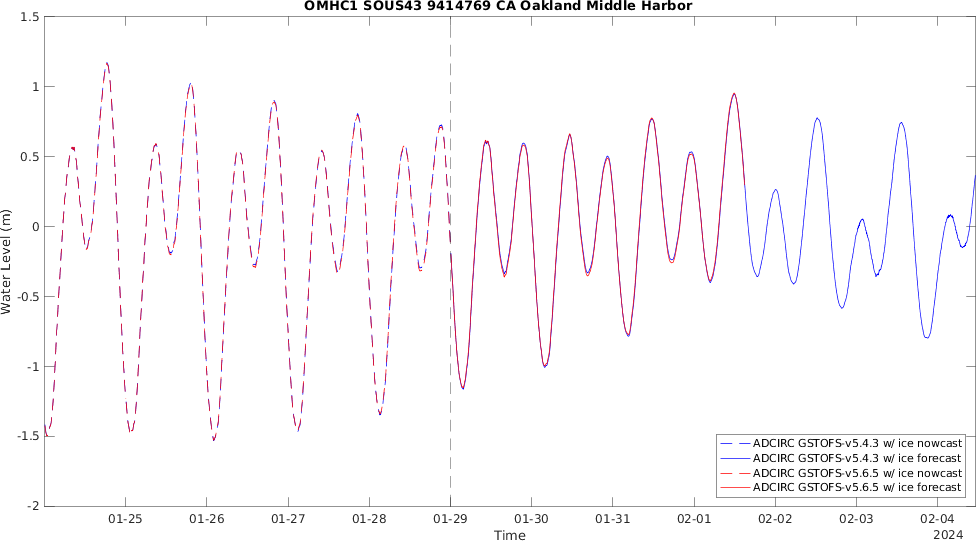 OMHC1 SOUS43 9414769 CA Oakland Middle Harbor
1.5
1
0.5
0
-0.5
-1
-1.5
-2
Water Level (m)
ADCIRC GSTOFS-v5.4.3 w/ice nowcast
ADCIRC GSTOFS-v5.4.3 w/ice forecast
ADCIRC GSTOFS-v5.6.5 w/ice nowcast
ADCIRC GSTOFS-v5.6.5 w/ice forecast
01-25 01-26 01-27 01-28 01-29 01-30 01-31 02-01 02-02 02-03 02-04
Time
2024